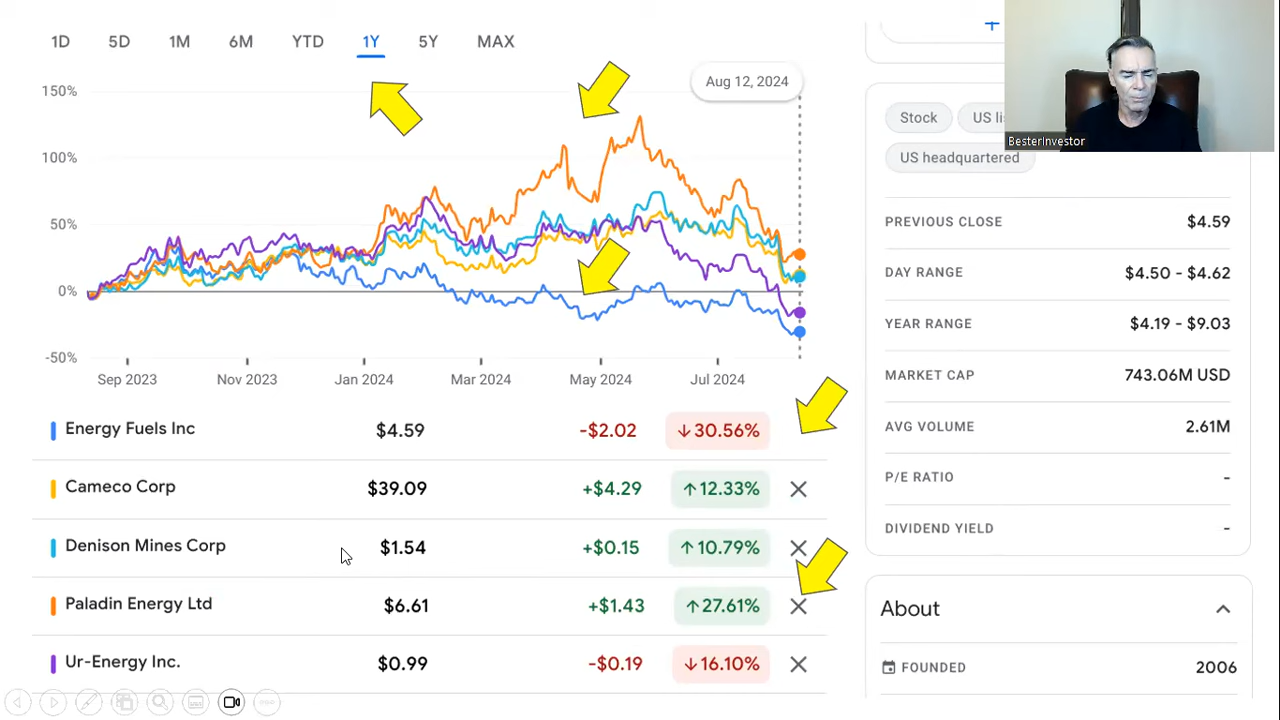 1D 5D 1M 6M YTD 1Y 5Y MAX
Aug 12, 2024
150%
100%
50%
0%
-50%
Sep 2023 Nov 2023 Jan 2024 Mar 2024 May 2024 Jul 2024
Energy Fuels Inc $4.59 -$2.02 ↓30.56%
Cameco Corp $39.09 +$4.29 ↑12.33%
Denison Mines Corp $1.54 +$0.15 ↑10.79%
Paladin Energy Ltd $6.61 +$1.43 ↑27.61%
Ur-Energy Inc. $0.99 -$0.19 ↓16.10%
BesterInvestor
Stock US
US headquartered
PREVIOUS CLOSE $4.59
DAY RANGE $4.50 - $4.62
YEAR RANGE $4.19 - $9.03
MARKET CAP 743.06M USD
AVG VOLUME 2.61M
P/E RATIO -
DIVIDEND YIELD -
About
FOUNDED 2006